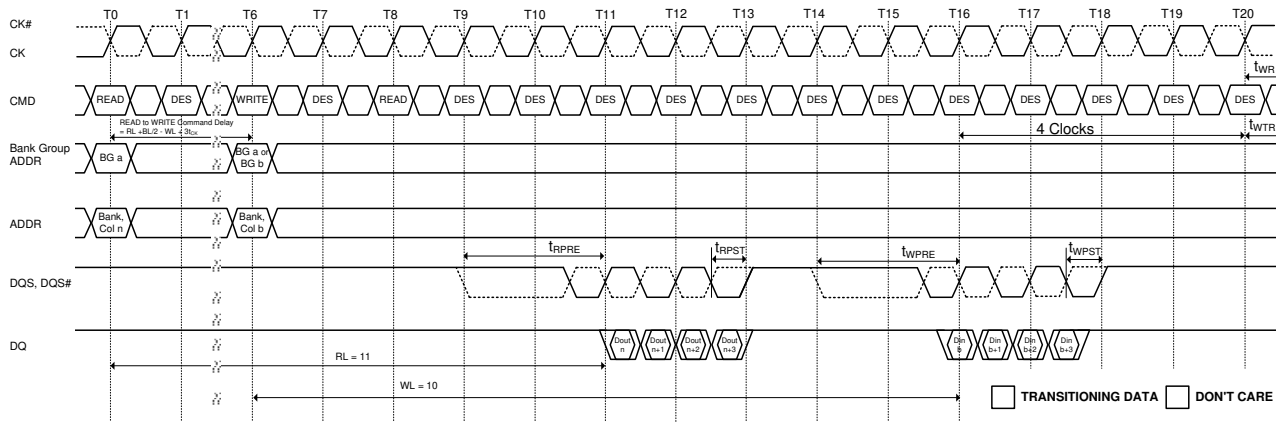 T0 T1 T6 T7 T8 T9 T10 T11 T12 T13 T14 T15 T16 T17 T18 T19 T20
CK#
CK
tWR
CMD READ DES WRITE DES READ DES DES DES DES DES DES DES DES DES DES DES DES
READ to WRITE Command Delay
= RL +BL/2 - WL + 3tCK
4 Clocks tWTR
Bank Group
ADDR
BG a
BG a or
BG b
ADDR
Bank,
Col n
Bank,
Col b
tRPRE tRPST tWPRE tWPST
DQS, DQS#
DQ
Dout
n
Dout
n+1
Dout
n+2
Dout
n+3
Din
b
Din
b+1
Din
b+2
Din
b+3
RL = 11
WL = 10
TRANSITIONING DATA DON'T CARE